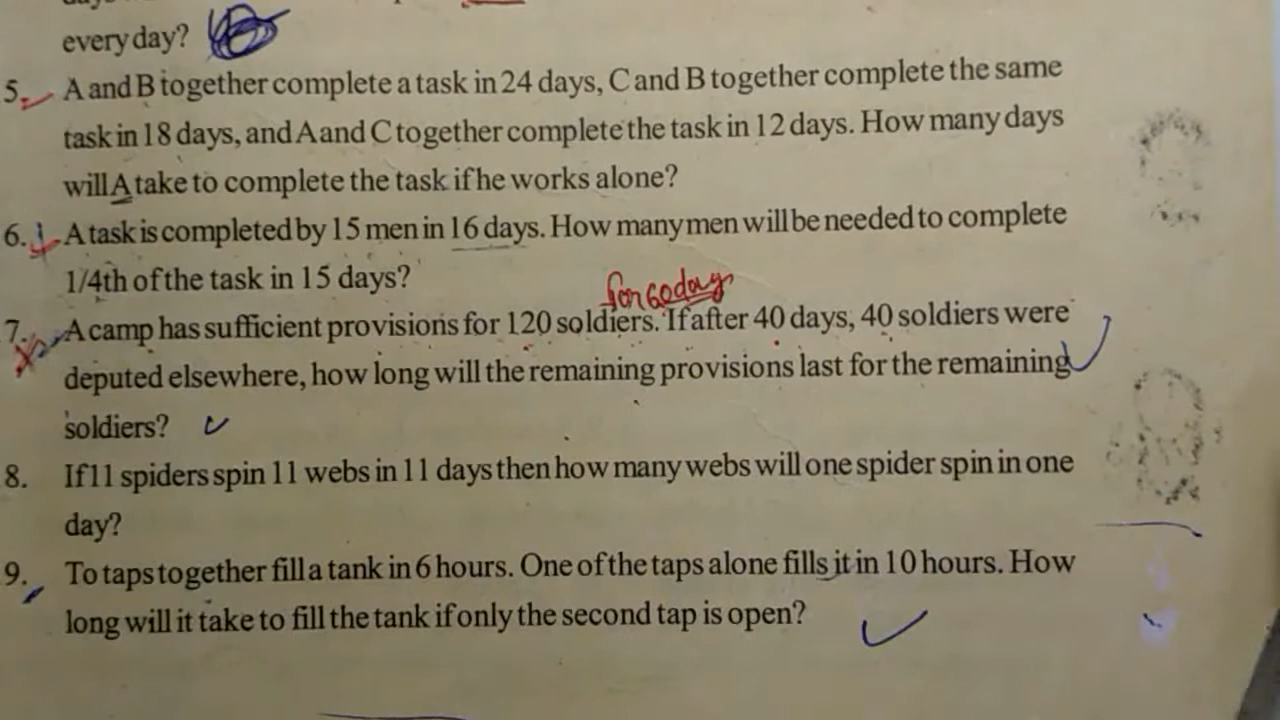 every day?
5. A and B together complete a task in 24 days, C and B together complete the same
task in 18 days, and A and C together complete the task in 12 days. How many days
will A take to complete the task if he works alone?
6. A task is completed by 15 men in 16 days. How many men will be needed to complete
1/4th of the task in 15 days?
for 60 days
7. A camp has sufficient provisions for 120 soldiers. If after 40 days, 40 soldiers were
deputed elsewhere, how long will the remaining provisions last for the remaining
soldiers?
8. If 11 spiders spin 11 webs in 11 days then how many webs will one spider spin in one
day?
9. To taps together fill a tank in 6 hours. One of the taps alone fills it in 10 hours. How
long will it take to fill the tank if only the second tap is open?